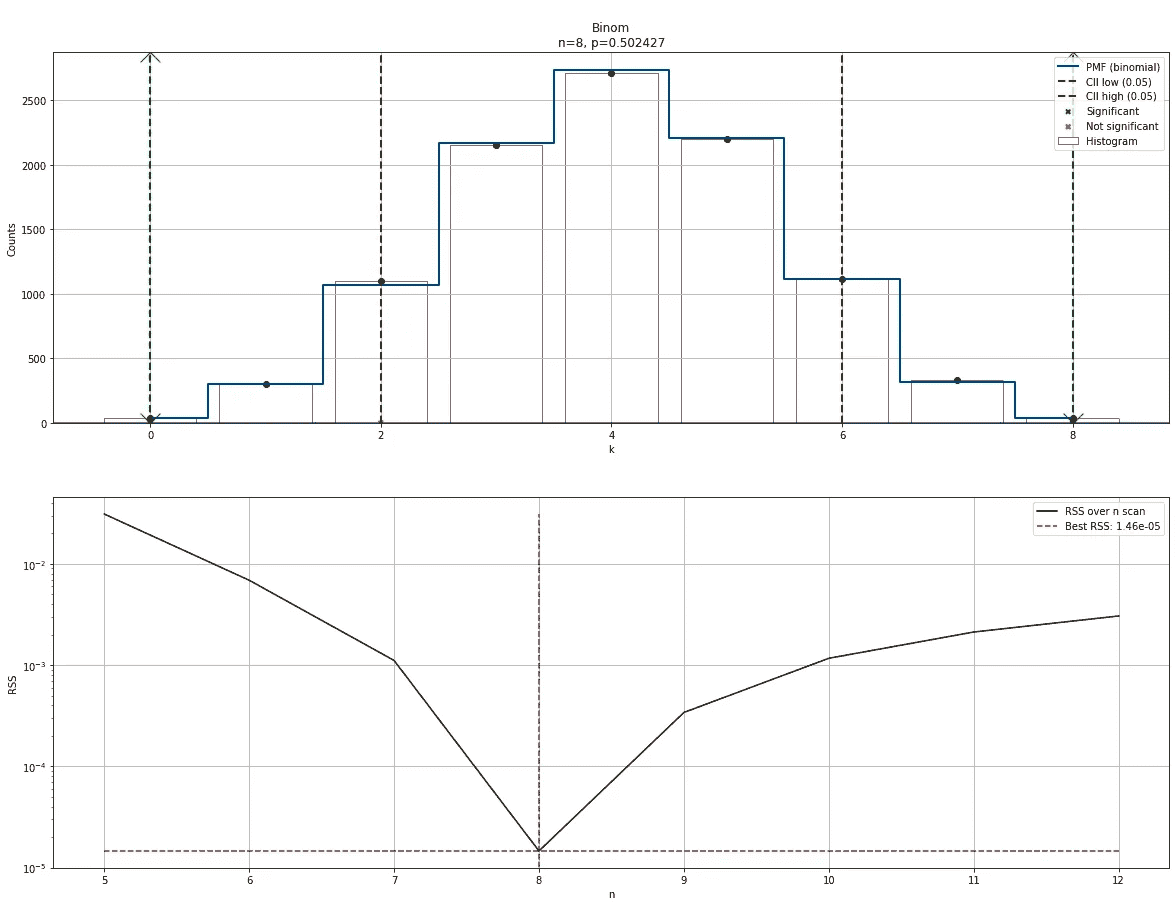 Binom
n=8, p=0.502427
PMF (binomial)
CII low (0.05)
CII high (0.05)
Significant
Not significant
Histogram
Counts
2500
2000
1500
1000
500
0
0 2 4 6 8
k
RSS over n scan
Best RSS: 1.46e-05
RSS
10⁻²
10⁻³
10⁻⁴
10⁻⁵
5 6 7 8 9 10 11 12
n